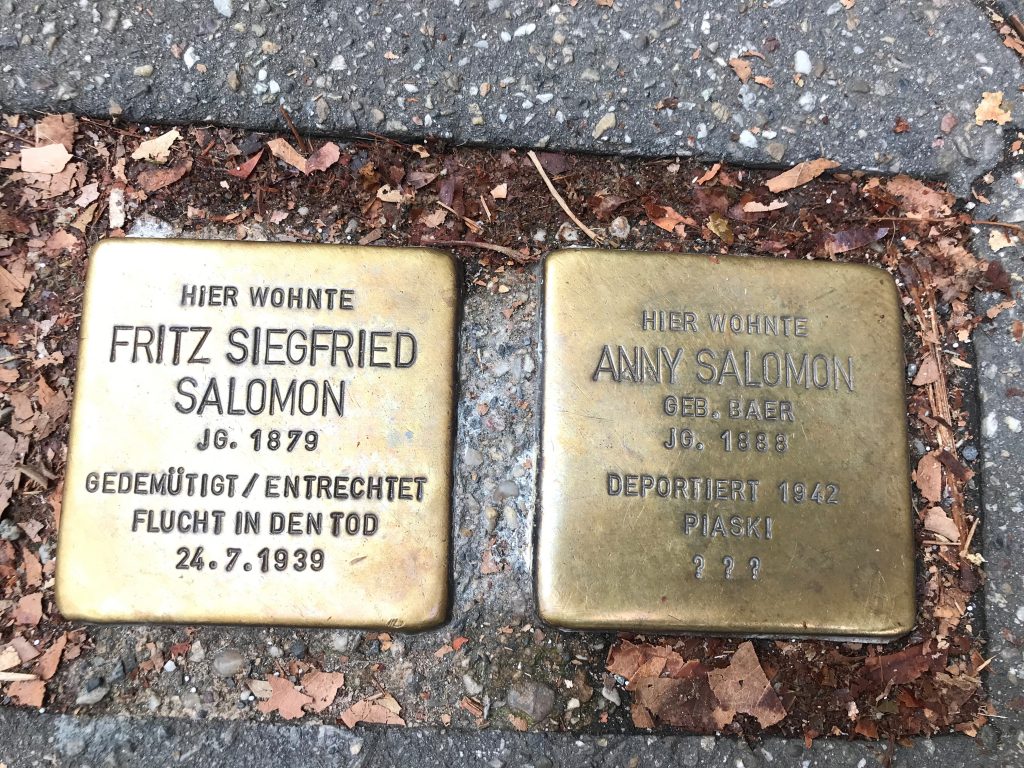 HIER WOHNTE
FRITZ SIEGFRIED
SALOMON
JG. 1879
GEDEMÜTIGT/ENTRECHTET
FLUCHT IN DEN TOD
24.7.1939
HIER WOHNTE
ANNY SALOMON
GEB. BAER
JG. 1888
DEPORTIERT 1942
PIASKI
? ? ?